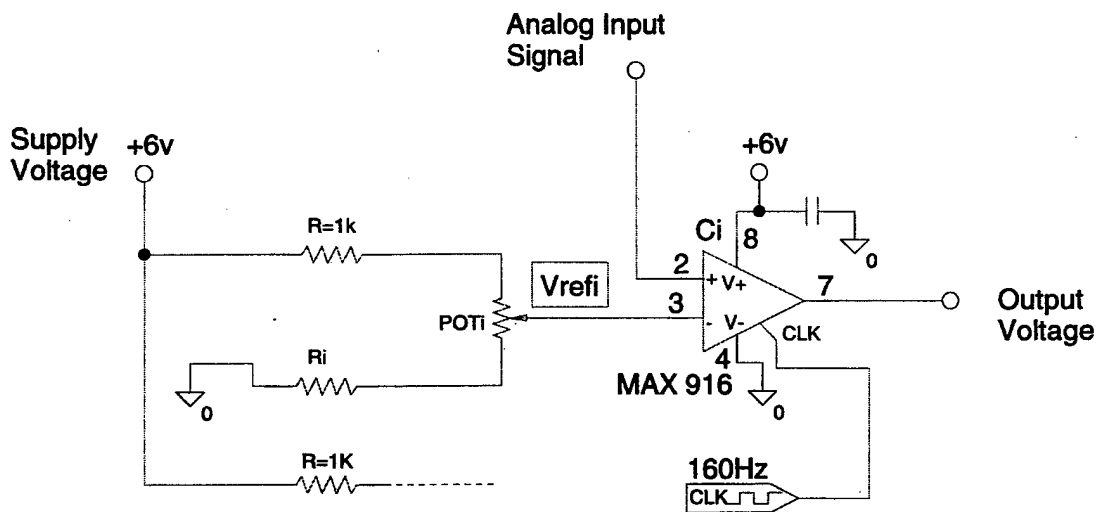 Analog Input
Signal
Supply
Voltage
+6v
+6v
R=1k
Ci
8
0
2
+
V+
Vrefi
3
-
V-
7
POTi
CLK
Output
Voltage
Ri
4
0
MAX 916
0
R=1K
160Hz
CLK